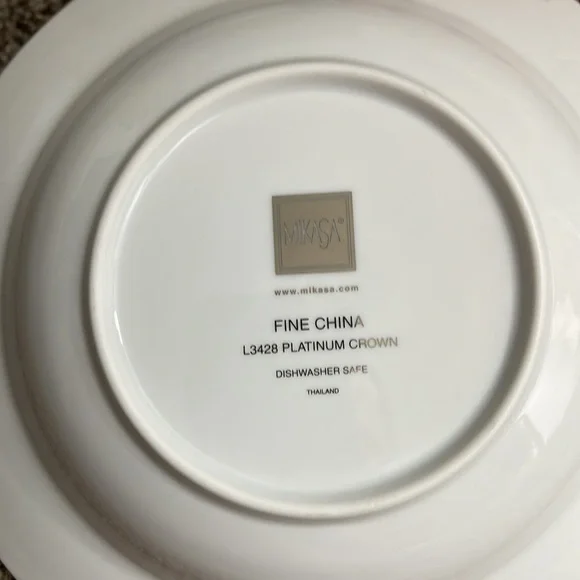 MIKASA®
www.mikasa.com
FINE CHINA
L3428 PLATINUM CROWN
DISHWASHER SAFE
THAILAND